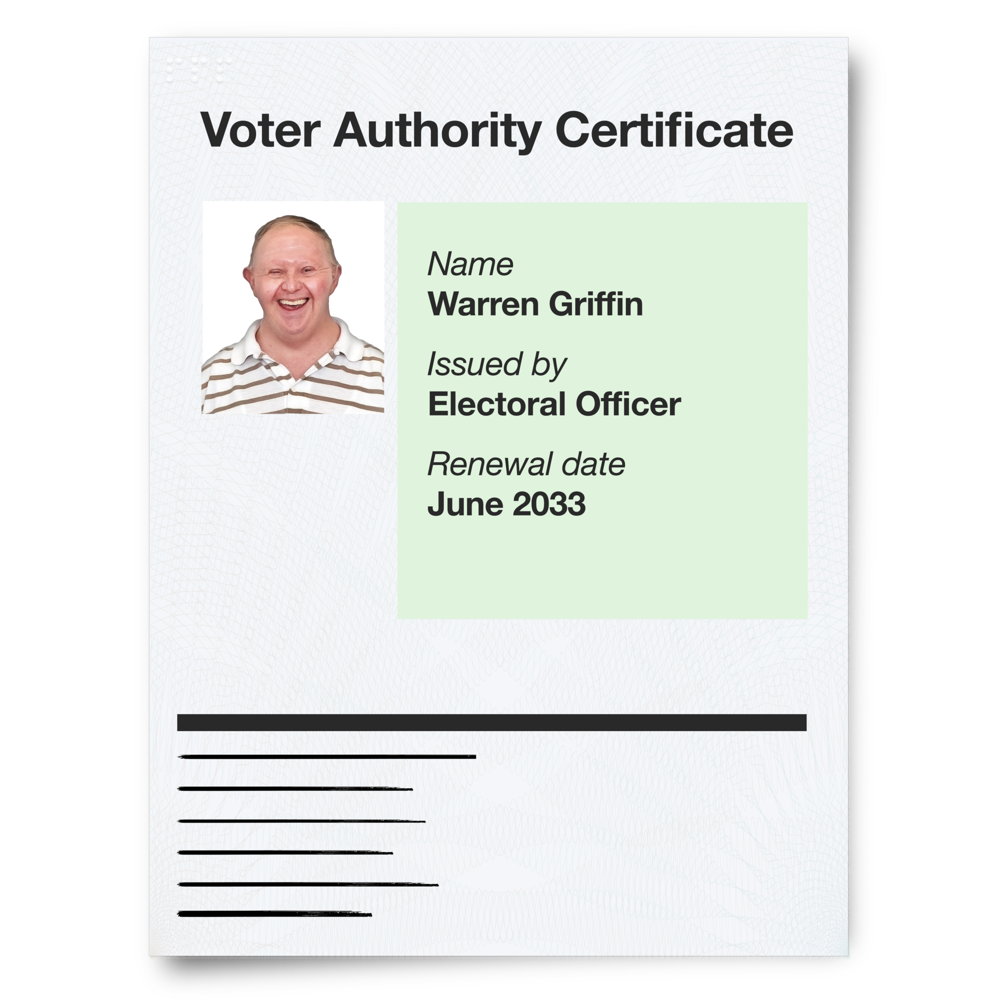 Voter Authority Certificate
Name
Warren Griffin
Issued by
Electoral Officer
Renewal date
June 2033